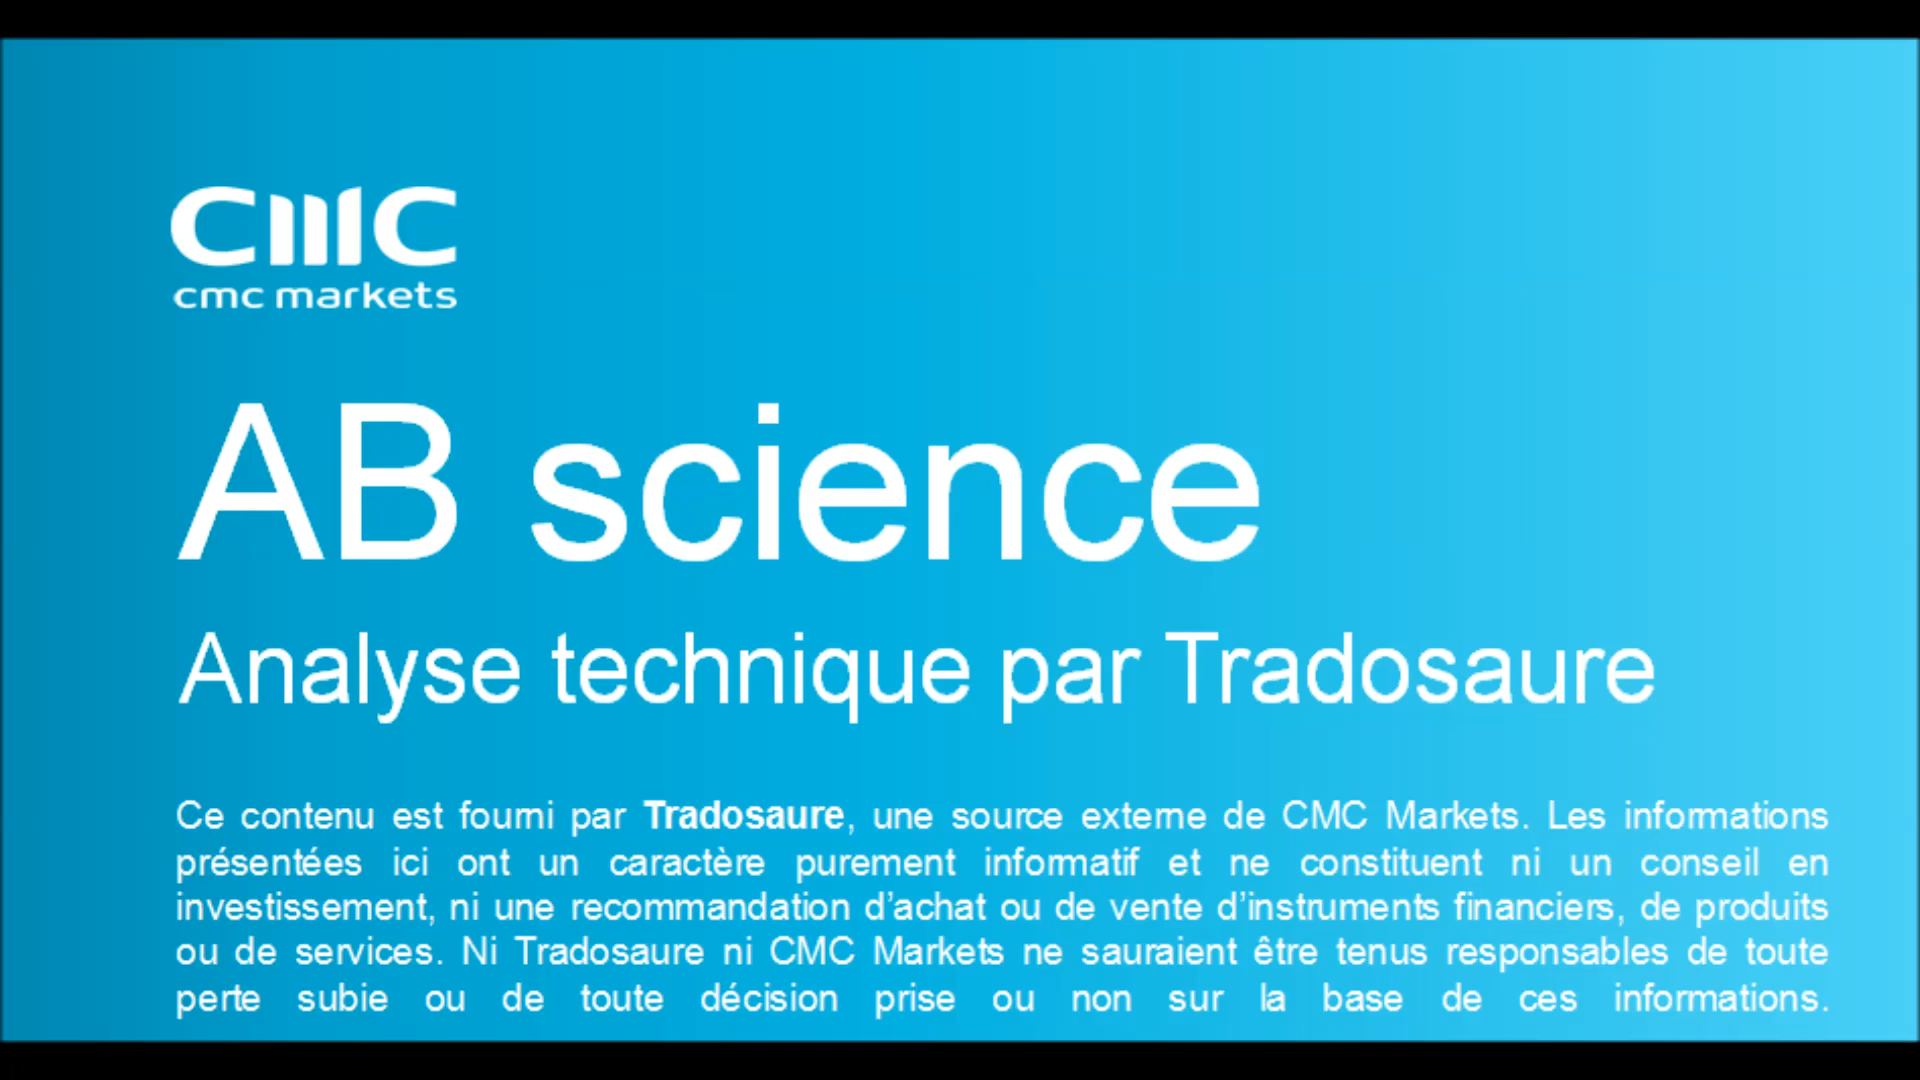 CMC
cmc markets
AB science
Analyse technique par Tradosaure
Ce contenu est fourni par Tradosaure, une source externe de CMC Markets. Les informations
présentées ici ont un caractère purement informatif et ne constituent ni un conseil en
investissement, ni une recommandation d’achat ou de vente d’instruments financiers, de produits
ou de services. Ni Tradosaure ni CMC Markets ne sauraient être tenus responsables de toute
perte subie ou de toute décision prise ou non sur la base de ces informations.